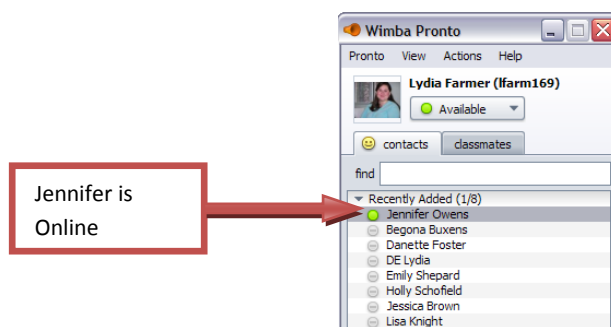 Wimba Pronto
Pronto View Actions Help
Lydia Farmer (lfarm169)
Available
contacts classmates
find
Recently Added (1/8)
Jennifer Owens
Begona Buxens
Danette Foster
DE Lydia
Emily Shepard
Holly Schofield
Jessica Brown
Lisa Knight
Jennifer is
Online